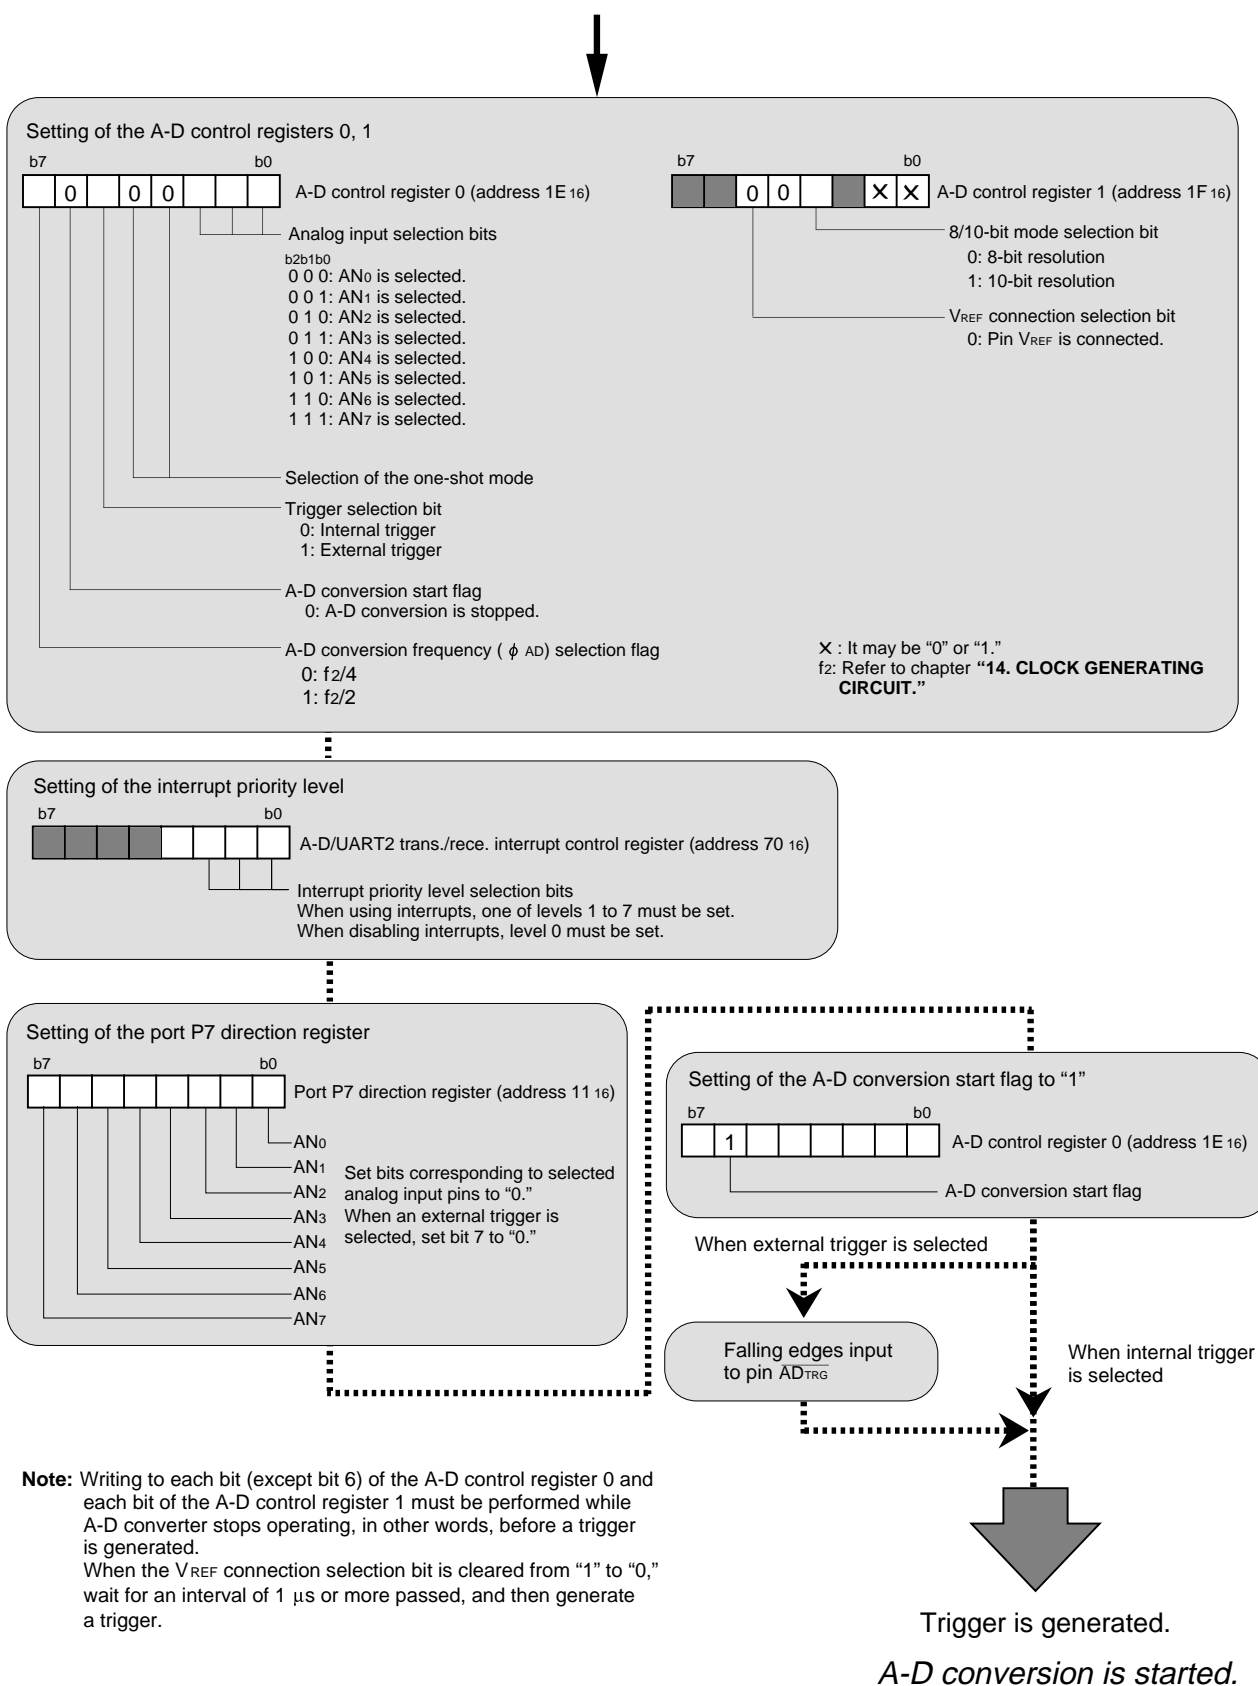 Setting of the A-D control registers 0, 1
b7 b0
0 0 0
A-D control register 0 (address 1E 16)
Analog input selection bits
b2b1b0
0 0 0: AN0 is selected.
0 0 1: AN1 is selected.
0 1 0: AN2 is selected.
0 1 1: AN3 is selected.
1 0 0: AN4 is selected.
1 0 1: AN5 is selected.
1 1 0: AN6 is selected.
1 1 1: AN7 is selected.
Selection of the one-shot mode
Trigger selection bit
0: Internal trigger
1: External trigger
A-D conversion start flag
0: A-D conversion is stopped.
A-D conversion frequency ( ϕ AD) selection flag
0: f2/4
1: f2/2
b7 b0
0 0 X X
A-D control register 1 (address 1F 16)
8/10-bit mode selection bit
0: 8-bit resolution
1: 10-bit resolution
VREF connection selection bit
0: Pin VREF is connected.
X : It may be “0” or “1.”
f2: Refer to chapter “14. CLOCK GENERATING
CIRCUIT.”
Setting of the interrupt priority level
b7 b0
A-D/UART2 trans./rece. interrupt control register (address 70 16)
Interrupt priority level selection bits
When using interrupts, one of levels 1 to 7 must be set.
When disabling interrupts, level 0 must be set.
Setting of the port P7 direction register
b7 b0
Port P7 direction register (address 11 16)
AN0
AN1
AN2
AN3
AN4
AN5
AN6
AN7
Set bits corresponding to selected
analog input pins to “0.”
When an external trigger is
selected, set bit 7 to “0.”
Setting of the A-D conversion start flag to “1”
b7 b0
1
A-D control register 0 (address 1E 16)
A-D conversion start flag
When external trigger is selected
Falling edges input
to pin ADTRG
When internal trigger
is selected
Note: Writing to each bit (except bit 6) of the A-D control register 0 and
each bit of the A-D control register 1 must be performed while
A-D converter stops operating, in other words, before a trigger
is generated.
When the VREF connection selection bit is cleared from “1” to “0,”
wait for an interval of 1 µs or more passed, and then generate
a trigger.
Trigger is generated.
A-D conversion is started.